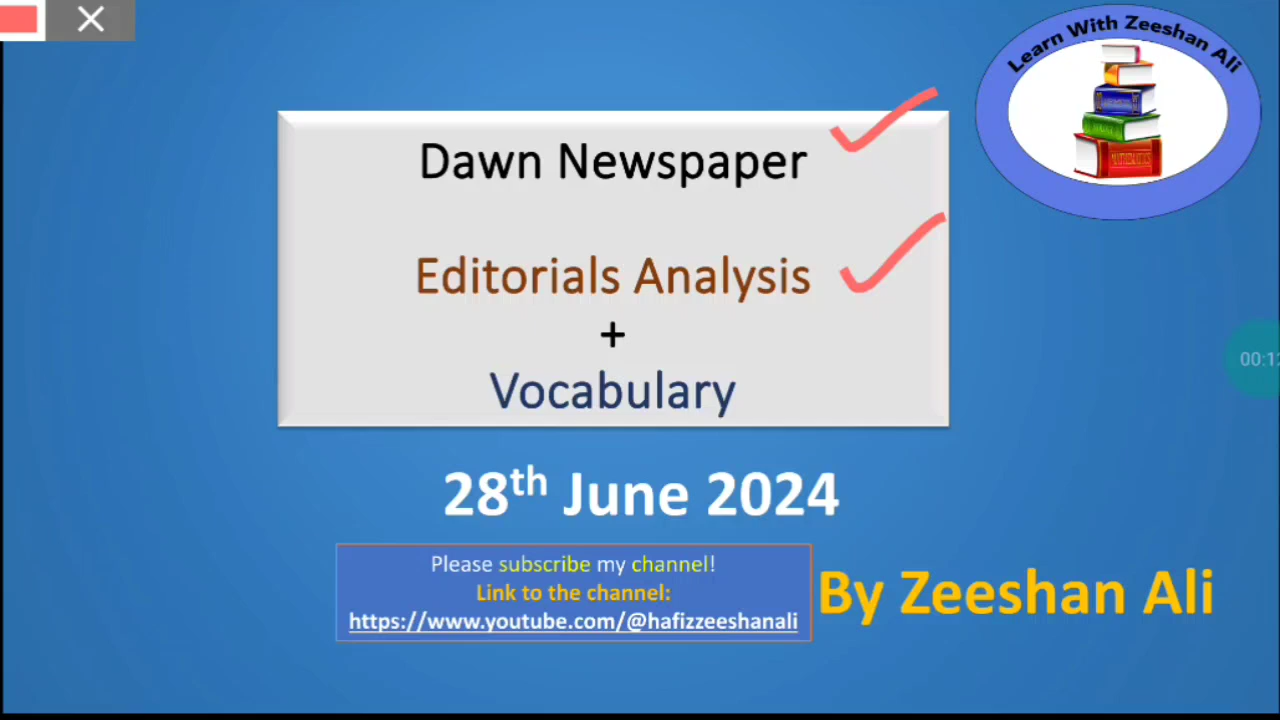 Learn With Zeeshan Ali
Dawn Newspaper
Editorials Analysis
+
Vocabulary
28th June 2024
Please subscribe my channel!
Link to the channel:
https://www.youtube.com/@hafizzeeshanali
By Zeeshan Ali